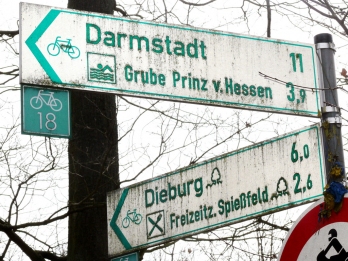 Darmstadt 11
Grube Prinz v. Hessen 3,9
18
Dieburg 6,0
Freizeitz. Spießfeld 2,6